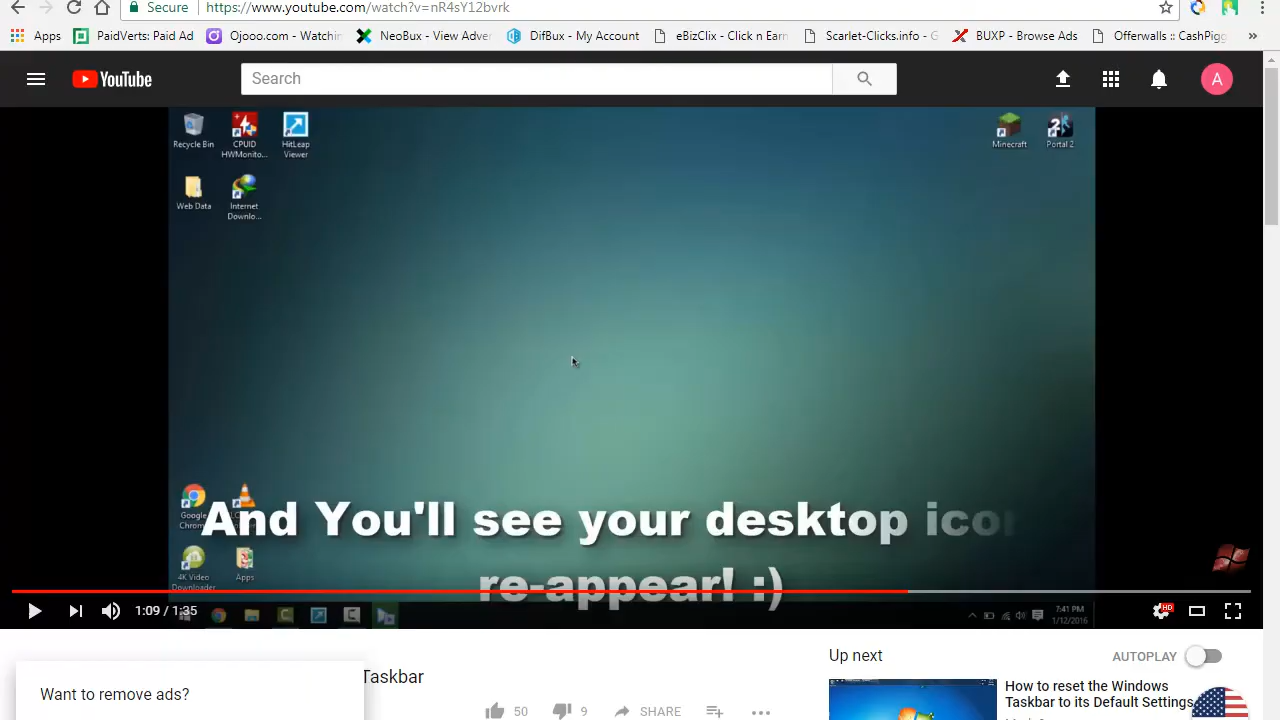 Secure https://www.youtube.com/watch?v=nR4sY12bvrk
Apps PaidVerts: Paid Ad Ojooo.com - Watchin NeoBux - View Adver DifBux - My Account eBizClix - Click n Earn Scarlet-Clicks.info - G BUXP - Browse Ads Offerwalls :: CashPigg »
YouTube Search A
Recycle Bin CPUID HWMonito... HitLeap Viewer Minecraft Portal 2
Web Data Internet Downlo...
Google Chrom
And You'll see your desktop icon
re-appear! :)
4K Video Downloader Apps
1:09 / 1:35 HD 7:41 PM
1/12/2016
Taskbar
Want to remove ads?
50 9 SHARE
Up next AUTOPLAY
How to reset the Windows
Taskbar to its Default Settings